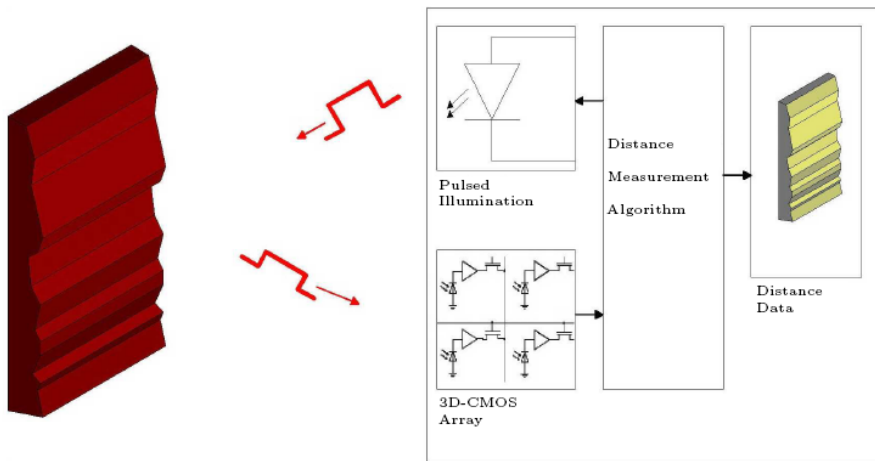 Pulsed
Illumination
Distance
Measurement
Algorithm
Distance
Data
3D-CMOS
Array